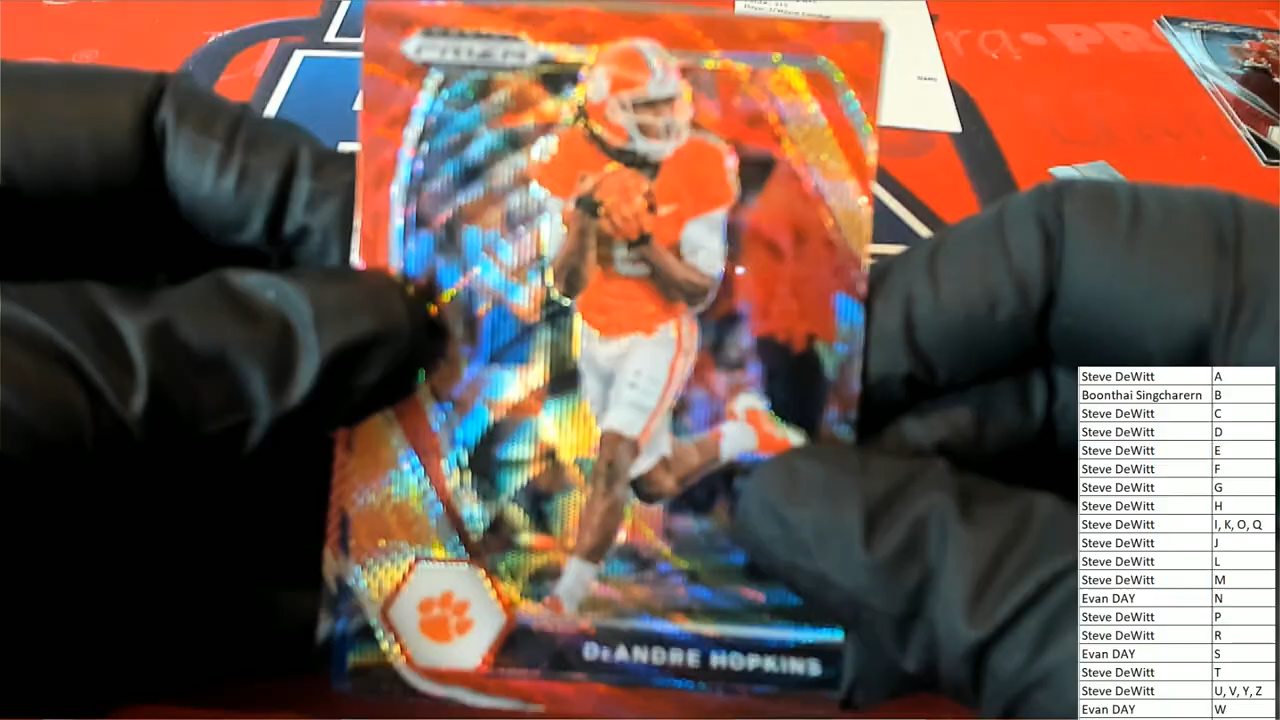 PRIZM
DeANDRE HOPKINS
NAME
PR
Steve DeWitt A
Boonthai Singcharern B
Steve DeWitt C
Steve DeWitt D
Steve DeWitt E
Steve DeWitt F
Steve DeWitt G
Steve DeWitt H
Steve DeWitt I, K, O, Q
Steve DeWitt J
Steve DeWitt L
Steve DeWitt M
Evan DAY N
Steve DeWitt P
Steve DeWitt R
Evan DAY S
Steve DeWitt T
Steve DeWitt U, V, Y, Z
Evan DAY W